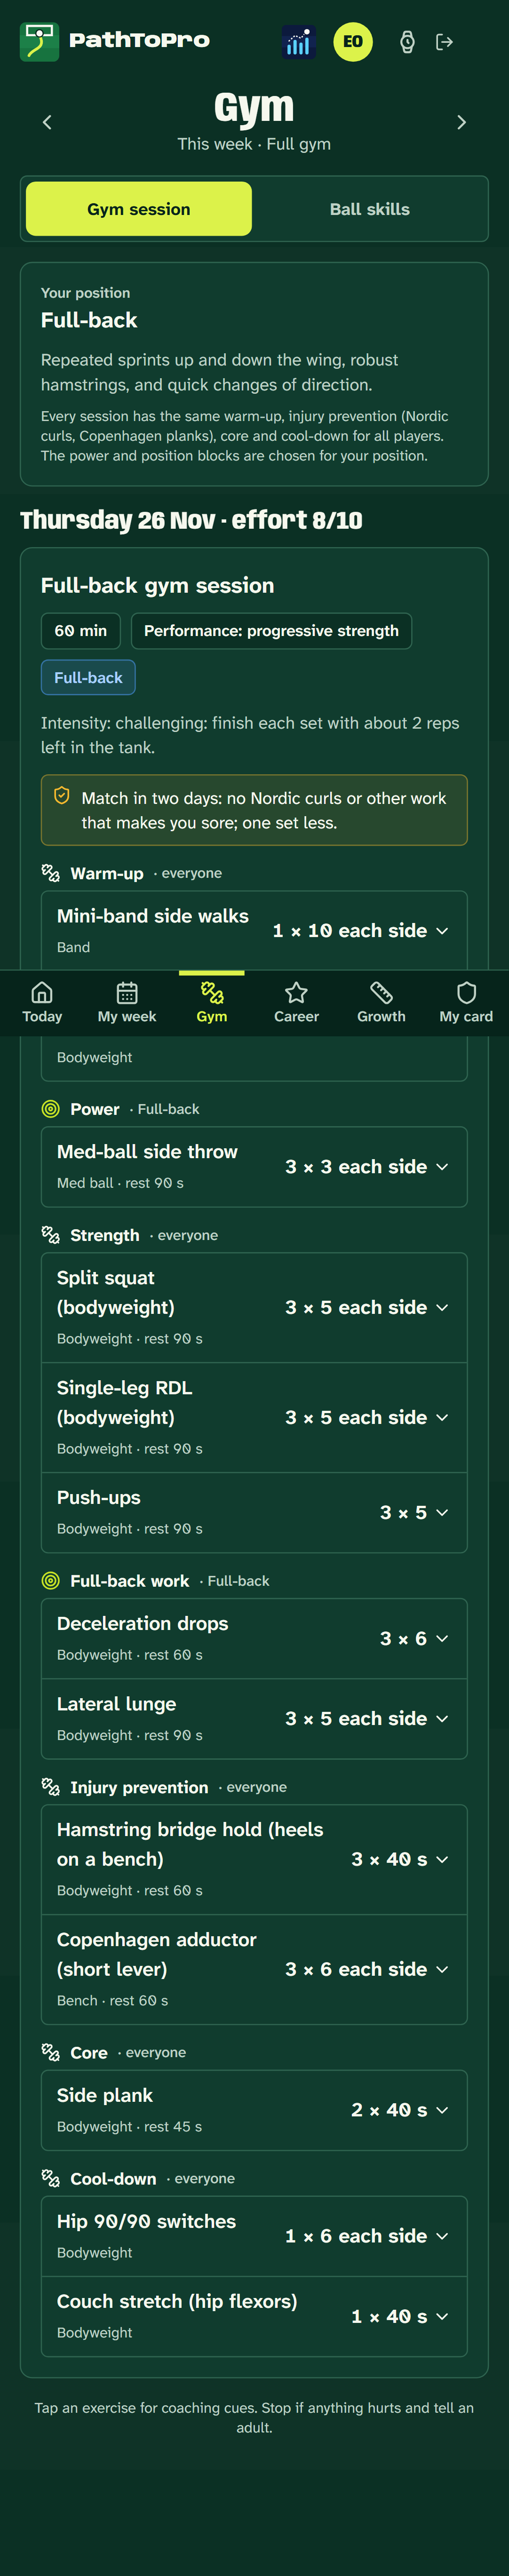 PathToPro
EO
Gym
This week · Full gym
Gym session
Ball skills
Your position
Full-back
Repeated sprints up and down the wing, robust
hamstrings, and quick changes of direction.
Every session has the same warm-up, injury prevention (Nordic
curls, Copenhagen planks), core and cool-down for all players.
The power and position blocks are chosen for your position.
Thursday 26 Nov · effort 8/10
Full-back gym session
60 min
Performance: progressive strength
Full-back
Intensity: challenging: finish each set with about 2 reps
left in the tank.
Match in two days: no Nordic curls or other work
that makes you sore; one set less.
Warm-up · everyone
Mini-band side walks
1 × 10 each side
Band
Today
My week
Gym
Career
Growth
My card
Bodyweight
Power · Full-back
Med-ball side throw
3 × 3 each side
Med ball · rest 90 s
Strength · everyone
Split squat
(bodyweight)
3 × 5 each side
Bodyweight · rest 90 s
Single-leg RDL
(bodyweight)
3 × 5 each side
Bodyweight · rest 90 s
Push-ups
3 × 5
Bodyweight · rest 90 s
Full-back work · Full-back
Deceleration drops
3 × 6
Bodyweight · rest 60 s
Lateral lunge
3 × 5 each side
Bodyweight · rest 90 s
Injury prevention · everyone
Hamstring bridge hold (heels
on a bench)
3 × 40 s
Bodyweight · rest 60 s
Copenhagen adductor
(short lever)
3 × 6 each side
Bench · rest 60 s
Core · everyone
Side plank
2 × 40 s
Bodyweight · rest 45 s
Cool-down · everyone
Hip 90/90 switches
1 × 6 each side
Bodyweight
Couch stretch (hip flexors)
1 × 40 s
Bodyweight
Tap an exercise for coaching cues. Stop if anything hurts and tell an
adult.